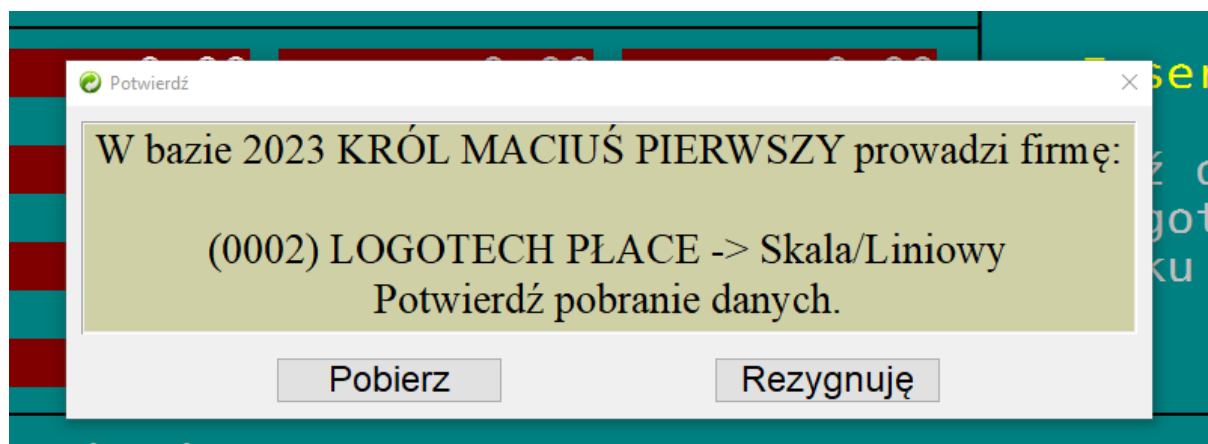 Potwierdź
W bazie 2023 KRÓL MACIUŚ PIERWSZY prowadzi firmę:
(0002) LOGOTECH PŁACE -> Skala/Liniowy
Potwierdź pobranie danych.
Pobierz
Rezygnuję